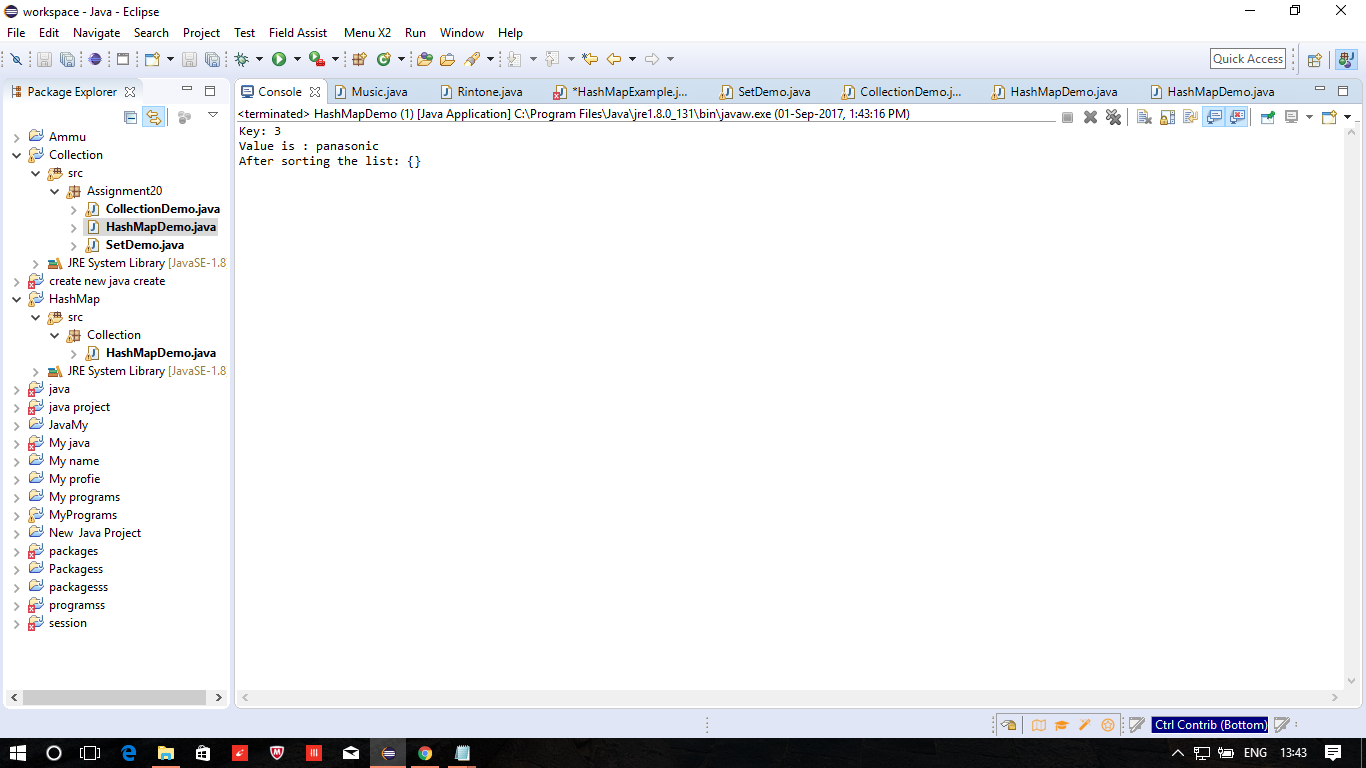 workspace - Java - Eclipse
File Edit Navigate Search Project Test Field Assist Menu X2 Run Window Help
Quick Access
Package Explorer
Console Music.java Rintone.java *HashMapExample.j... SetDemo.java CollectionDemo.j... HashMapDemo.java HashMapDemo.java
<terminated> HashMapDemo (1) [Java Application] C:\Program Files\Java\jre1.8.0_131\bin\javaw.exe (01-Sep-2017, 1:43:16 PM)
Key: 3
Value is : panasonic
After sorting the list: {}
Ammu
Collection
src
Assignment20
CollectionDemo.java
HashMapDemo.java
SetDemo.java
JRE System Library [JavaSE-1.8
create new java create
HashMap
src
Collection
HashMapDemo.java
JRE System Library [JavaSE-1.8
java
java project
JavaMy
My java
My name
My profie
My programs
MyPrograms
New Java Project
packages
Packagess
packagesss
programss
session
Ctrl Contrib (Bottom)
ENG 13:43